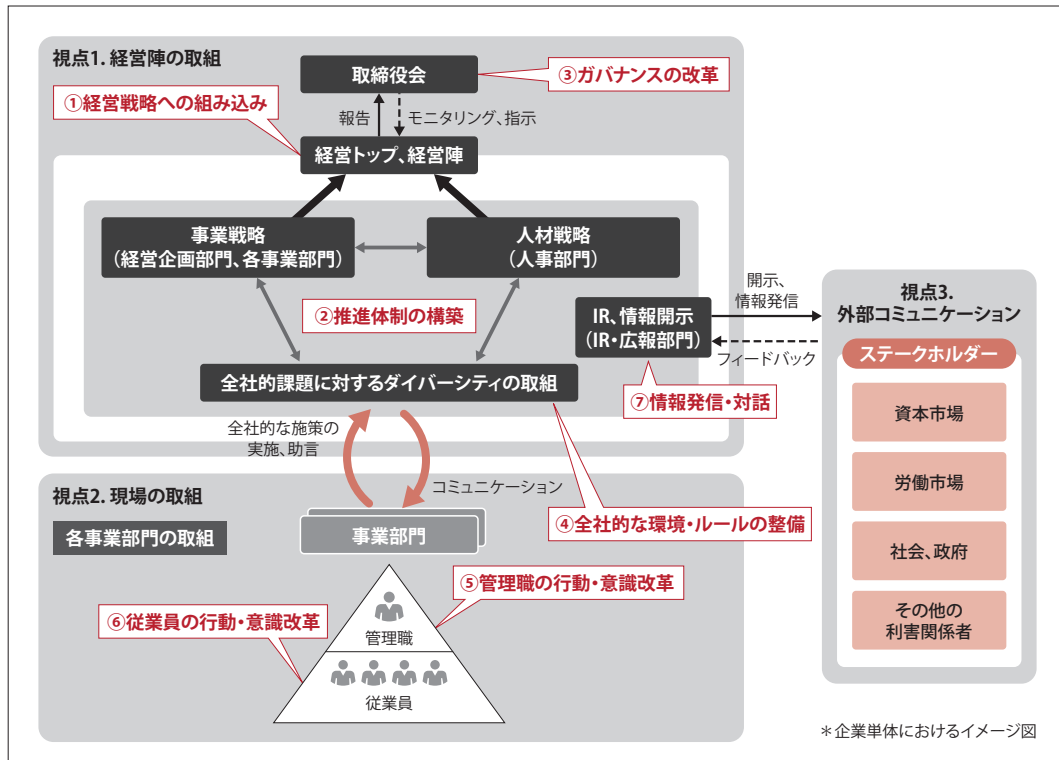 視点1. 経営陣の取組
取締役会
③ガバナンスの改革
①経営戦略への組み込み
報告
モニタリング、指示
経営トップ、経営陣
事業戦略
（経営企画部門、各事業部門）
人材戦略
（人事部門）
②推進体制の構築
IR、情報開示
（IR・広報部門）
開示、
情報発信
フィードバック
全社的課題に対するダイバーシティの取組
⑦情報発信・対話
全社的な施策の
実施、助言
コミュニケーション
視点2. 現場の取組
各事業部門の取組
事業部門
④全社的な環境・ルールの整備
⑤管理職の行動・意識改革
⑥従業員の行動・意識改革
管理職
従業員
視点3.
外部コミュニケーション
ステークホルダー
資本市場
労働市場
社会、政府
その他の
利害関係者
＊企業単体におけるイメージ図